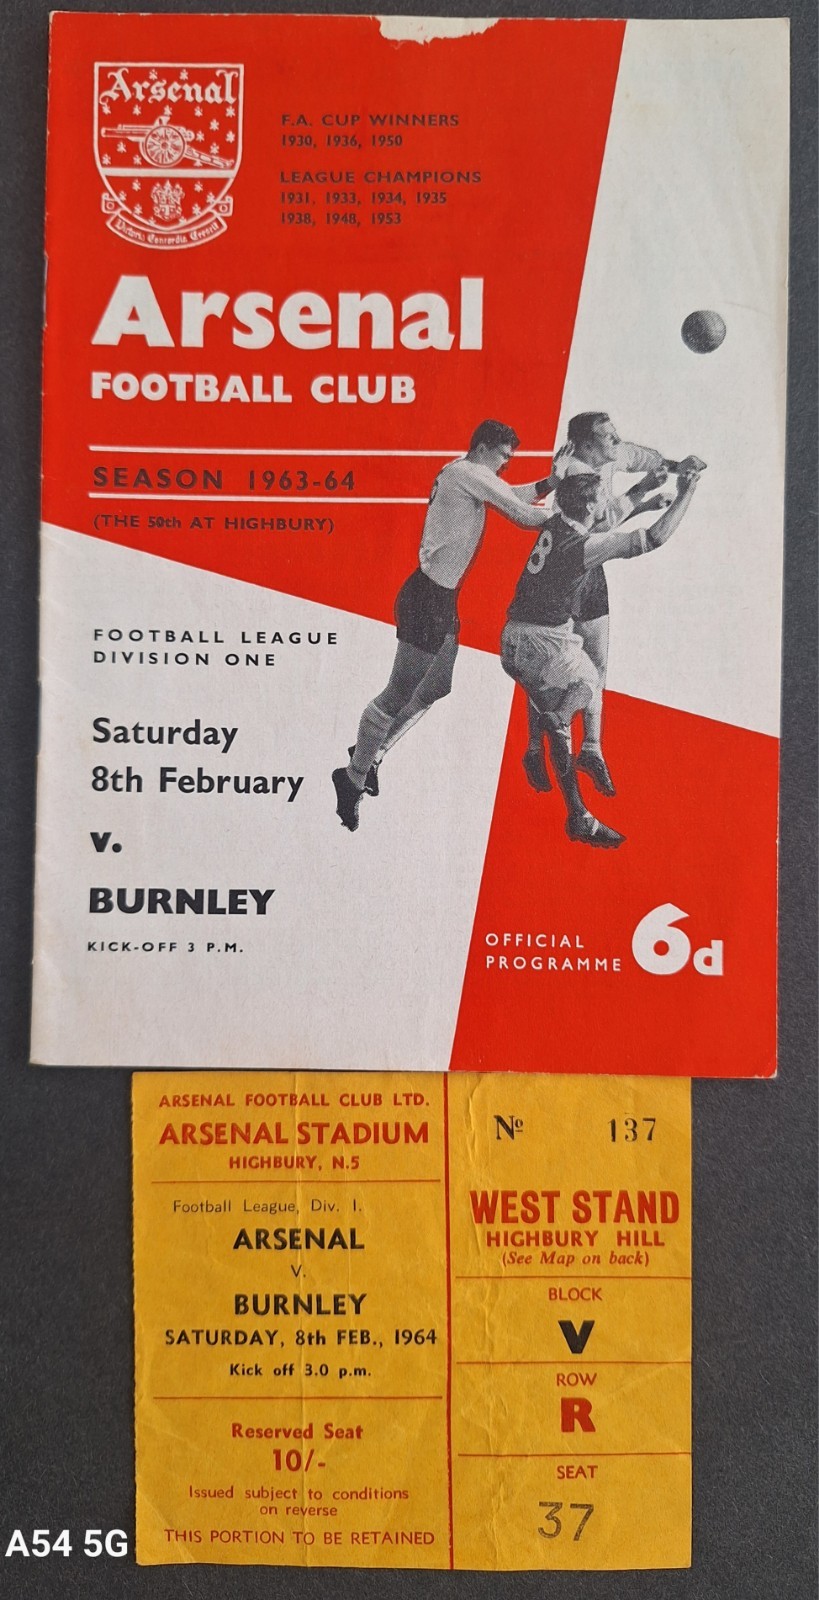 Arsenal
Victoria Concordia Crescit
F.A. CUP WINNERS
1930, 1936, 1950
LEAGUE CHAMPIONS
1931, 1933, 1934, 1935
1938, 1948, 1953
Arsenal
FOOTBALL CLUB
SEASON 1963-64
(THE 50th AT HIGHBURY)
FOOTBALL LEAGUE
DIVISION ONE
Saturday
8th February
v.
BURNLEY
KICK-OFF 3 P.M.
8
OFFICIAL
PROGRAMME
6d
ARSENAL FOOTBALL CLUB LTD.
ARSENAL STADIUM
HIGHBURY, N.5
Football League, Div. I.
ARSENAL
V.
BURNLEY
SATURDAY, 8th FEB., 1964
Kick off 3.0 p.m.
Reserved Seat
10/-
Issued subject to conditions
on reverse
THIS PORTION TO BE RETAINED
Nº 137
WEST STAND
HIGHBURY HILL
(See Map on back)
BLOCK
V
ROW
R
SEAT
37
A54 5G